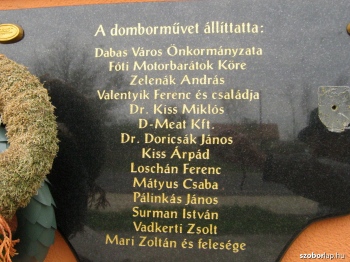 A domborművet állíttatta:
Dabas Város Önkormányzata
Fóti Motorbarátok Köre
Zelenák András
Valentyik Ferenc és családja
Dr. Kiss Miklós
D-Meat Kft.
Dr. Doricsák János
Kiss Árpád
Loschán Ferenc
Mátyus Csaba
Pálinkás János
Surman István
Vadkerti Zsolt
Mari Zoltán és felesége
szoborlap.hu